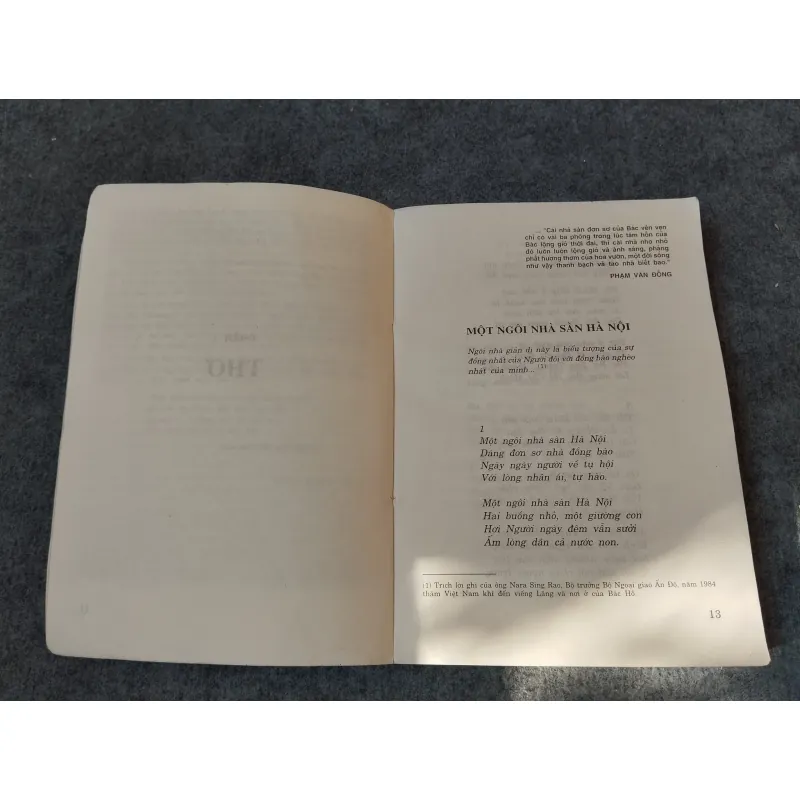 ... "Cái nhà sàn đơn sơ của Bác vẻn vẹn
chỉ có vài ba phòng trong lúc tâm hồn của
Bác lộng gió thời đại, thì cái nhà nhỏ nhỏ
đó luôn luôn lộng gió và ánh sáng, phảng
phất hương thơm của hoa vườn, một đời sống
như vậy thanh bạch và tao nhã biết bao."
PHẠM VĂN ĐỒNG
MỘT NGÔI NHÀ SÀN HÀ NỘI
Ngôi nhà giản dị này là biểu tượng của sự
đồng nhất của Người đối với đồng bào nghèo
nhất của mình... (1)
1
Một ngôi nhà sàn Hà Nội
Dáng đơn sơ nhà đồng bào
Ngày ngày người về tụ hội
Với lòng nhân ái, tự hào.
Một ngôi nhà sàn Hà Nội
Hai buồng nhỏ, một giường con
Hơi Người ngày đêm vẫn sưởi
Ấm lòng dân cả nước non.
(1) Trích lời ghi của ông Nara Sing Rao, Bộ trưởng Bộ Ngoại giao Ấn Độ, năm 1984
thăm Việt Nam khi đến viếng Lăng và nơi ở của Bác Hồ.
13